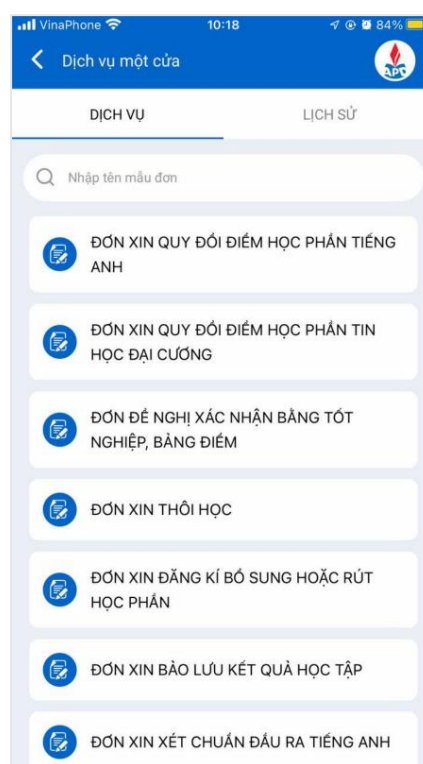 VinaPhone 10:18 84%
Dịch vụ một cửa
APD
DỊCH VỤ LỊCH SỬ
Nhập tên mẫu đơn
ĐƠN XIN QUY ĐỔI ĐIỂM HỌC PHẦN TIẾNG
ANH
ĐƠN XIN QUY ĐỔI ĐIỂM HỌC PHẦN TIN
HỌC ĐẠI CƯƠNG
ĐƠN ĐỀ NGHỊ XÁC NHẬN BẰNG TỐT
NGHIỆP, BẢNG ĐIỂM
ĐƠN XIN THÔI HỌC
ĐƠN XIN ĐĂNG KÍ BỔ SUNG HOẶC RÚT
HỌC PHẦN
ĐƠN XIN BẢO LƯU KẾT QUẢ HỌC TẬP
ĐƠN XIN XÉT CHUẨN ĐẦU RA TIẾNG ANH